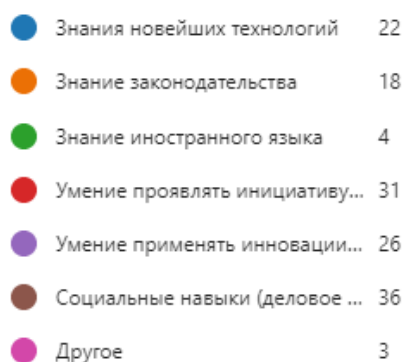 Знания новейших технологий 22
Знание законодательства 18
Знание иностранного языка 4
Умение проявлять инициативу... 31
Умение применять инновации... 26
Социальные навыки (деловое ... 36
Другое 3